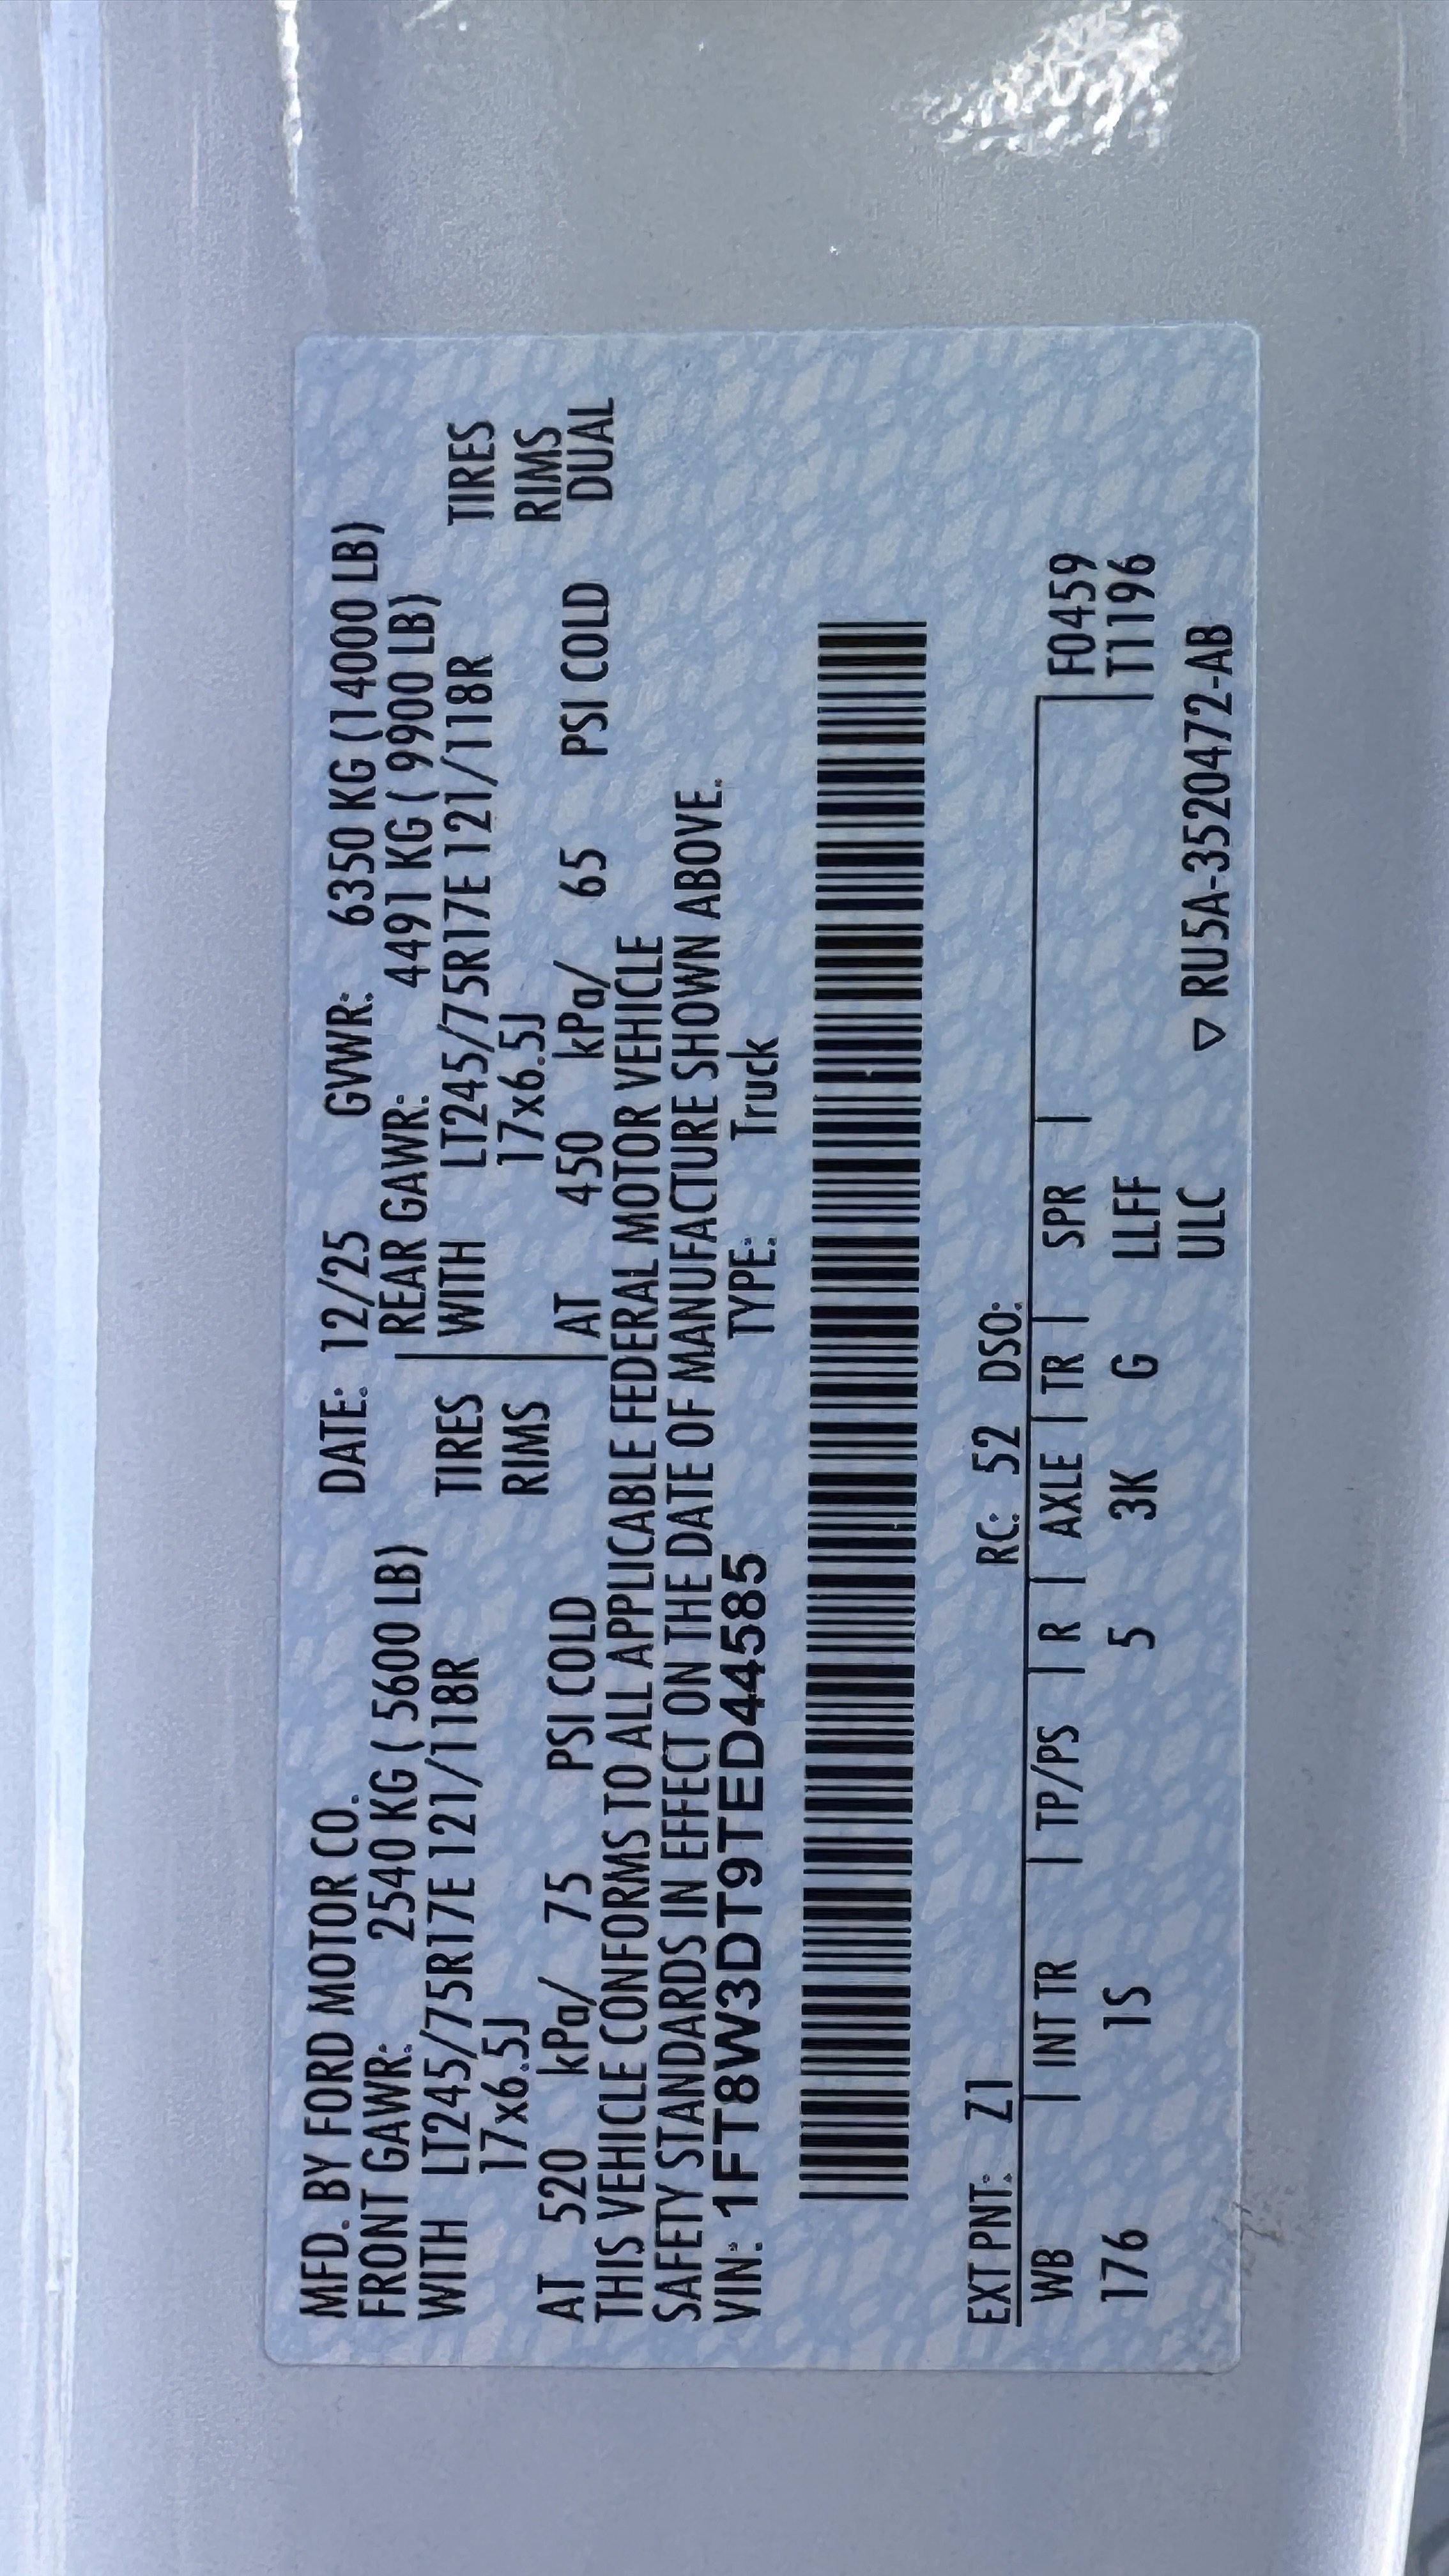 MFD. BY FORD MOTOR CO. DATE: 12/25 GVWR: 6350 KG (14000 LB)
FRONT GAWR: 2540 KG ( 5600 LB) REAR GAWR: 4491 KG ( 9900 LB)
WITH LT245/75R17E 121/118R TIRES WITH LT245/75R17E 121/118R TIRES
17x6.5J RIMS 17x6.5J RIMS
AT 520 kPa/ 75 PSI COLD AT 450 kPa/ 65 PSI COLD DUAL
THIS VEHICLE CONFORMS TO ALL APPLICABLE FEDERAL MOTOR VEHICLE
SAFETY STANDARDS IN EFFECT ON THE DATE OF MANUFACTURE SHOWN ABOVE.
VIN: 1FT8W3DT9TED44585 TYPE: Truck
EXT PNT: Z1 RC: 52 DSO:
WB | INT TR | TP/PS | R | AXLE | TR | SPR | F0459
176 1S 5 3K G LLFF T1196
ULC ▽ RU5A-3520472-AB